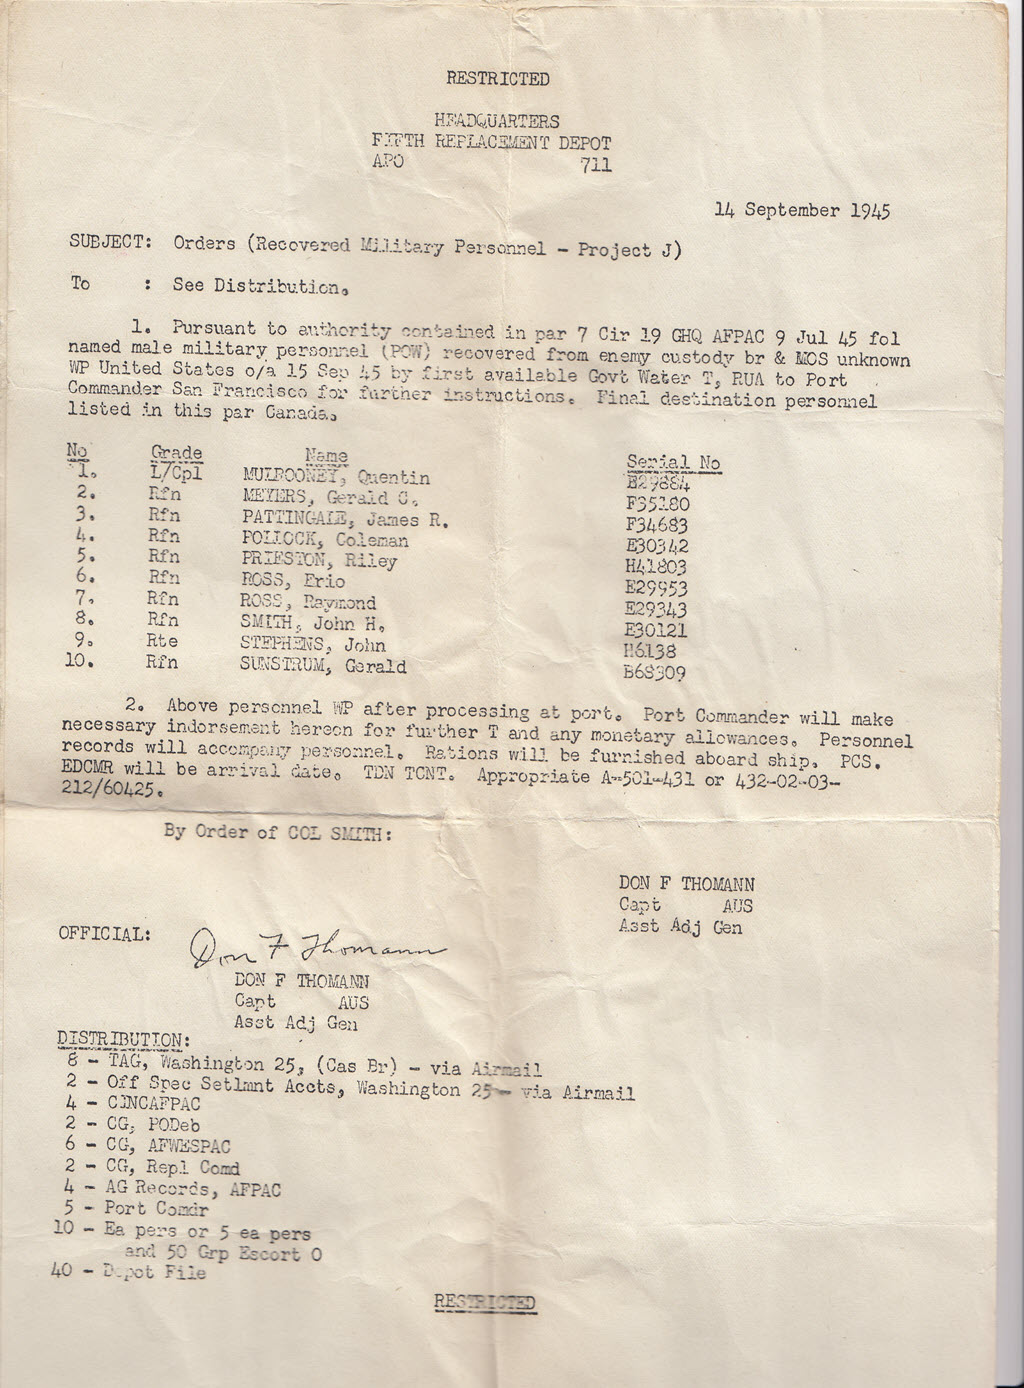 RESTRICTED
HEADQUARTERS
FIFTH REPLACEMENT DEPOT
APO 711
14 September 1945
SUBJECT: Orders (Recovered Military Personnel - Project J)
To : See Distribution.
1. Pursuant to authority contained in par 7 Cir 19 GHQ AFPAC 9 Jul 45 fol
named male military personnel (POW) recovered from enemy custody br & MOS unknown
WP United States o/a 15 Sep 45 by first available Govt Water T, RUA to Port
Commander San Francisco for further instructions. Final destination personnel
listed in this par Canada.
No Grade Name Serial No
1. L/Cpl MULROONEY, Quentin E29884
2. Rfn MEYERS, Gerald C. F35180
3. Rfn PATTINGALE, James R. F34683
4. Rfn POLLOCK, Coleman E30342
5. Rfn PRIESTON, Riley H41803
6. Rfn ROSS, Eric E29953
7. Rfn ROSS, Raymond E29343
8. Rfn SMITH, John H. E30121
9. Rte STEPHENS, John H6138
10. Rfn SUNSTRUM, Gerald B68309
2. Above personnel WP after processing at port. Port Commander will make
necessary indorsement hereon for further T and any monetary allowances. Personnel
records will accompany personnel. Rations will be furnished aboard ship. PCS.
EDCMR will be arrival date. TDN TCNT. Appropriate A-501-431 or 432-02-03-
212/60425.
By Order of COL SMITH:
DON F THOMANN
Capt AUS
Asst Adj Gen
OFFICIAL:
Don F Thomann
DON F THOMANN
Capt AUS
Asst Adj Gen
DISTRIBUTION:
8 - TAG, Washington 25, (Cas Br) - via Airmail
2 - Off Spec Setlmnt Accts, Washington 25 - via Airmail
4 - CINCAFPAC
2 - CG, PODeb
6 - CG, AFWESPAC
2 - CG, Repl Comd
4 - AG Records, AFPAC
5 - Port Comdr
10 - Ea pers or 5 ea pers
and 50 Grp Escort O
40 - Depot File
RESTRICTED